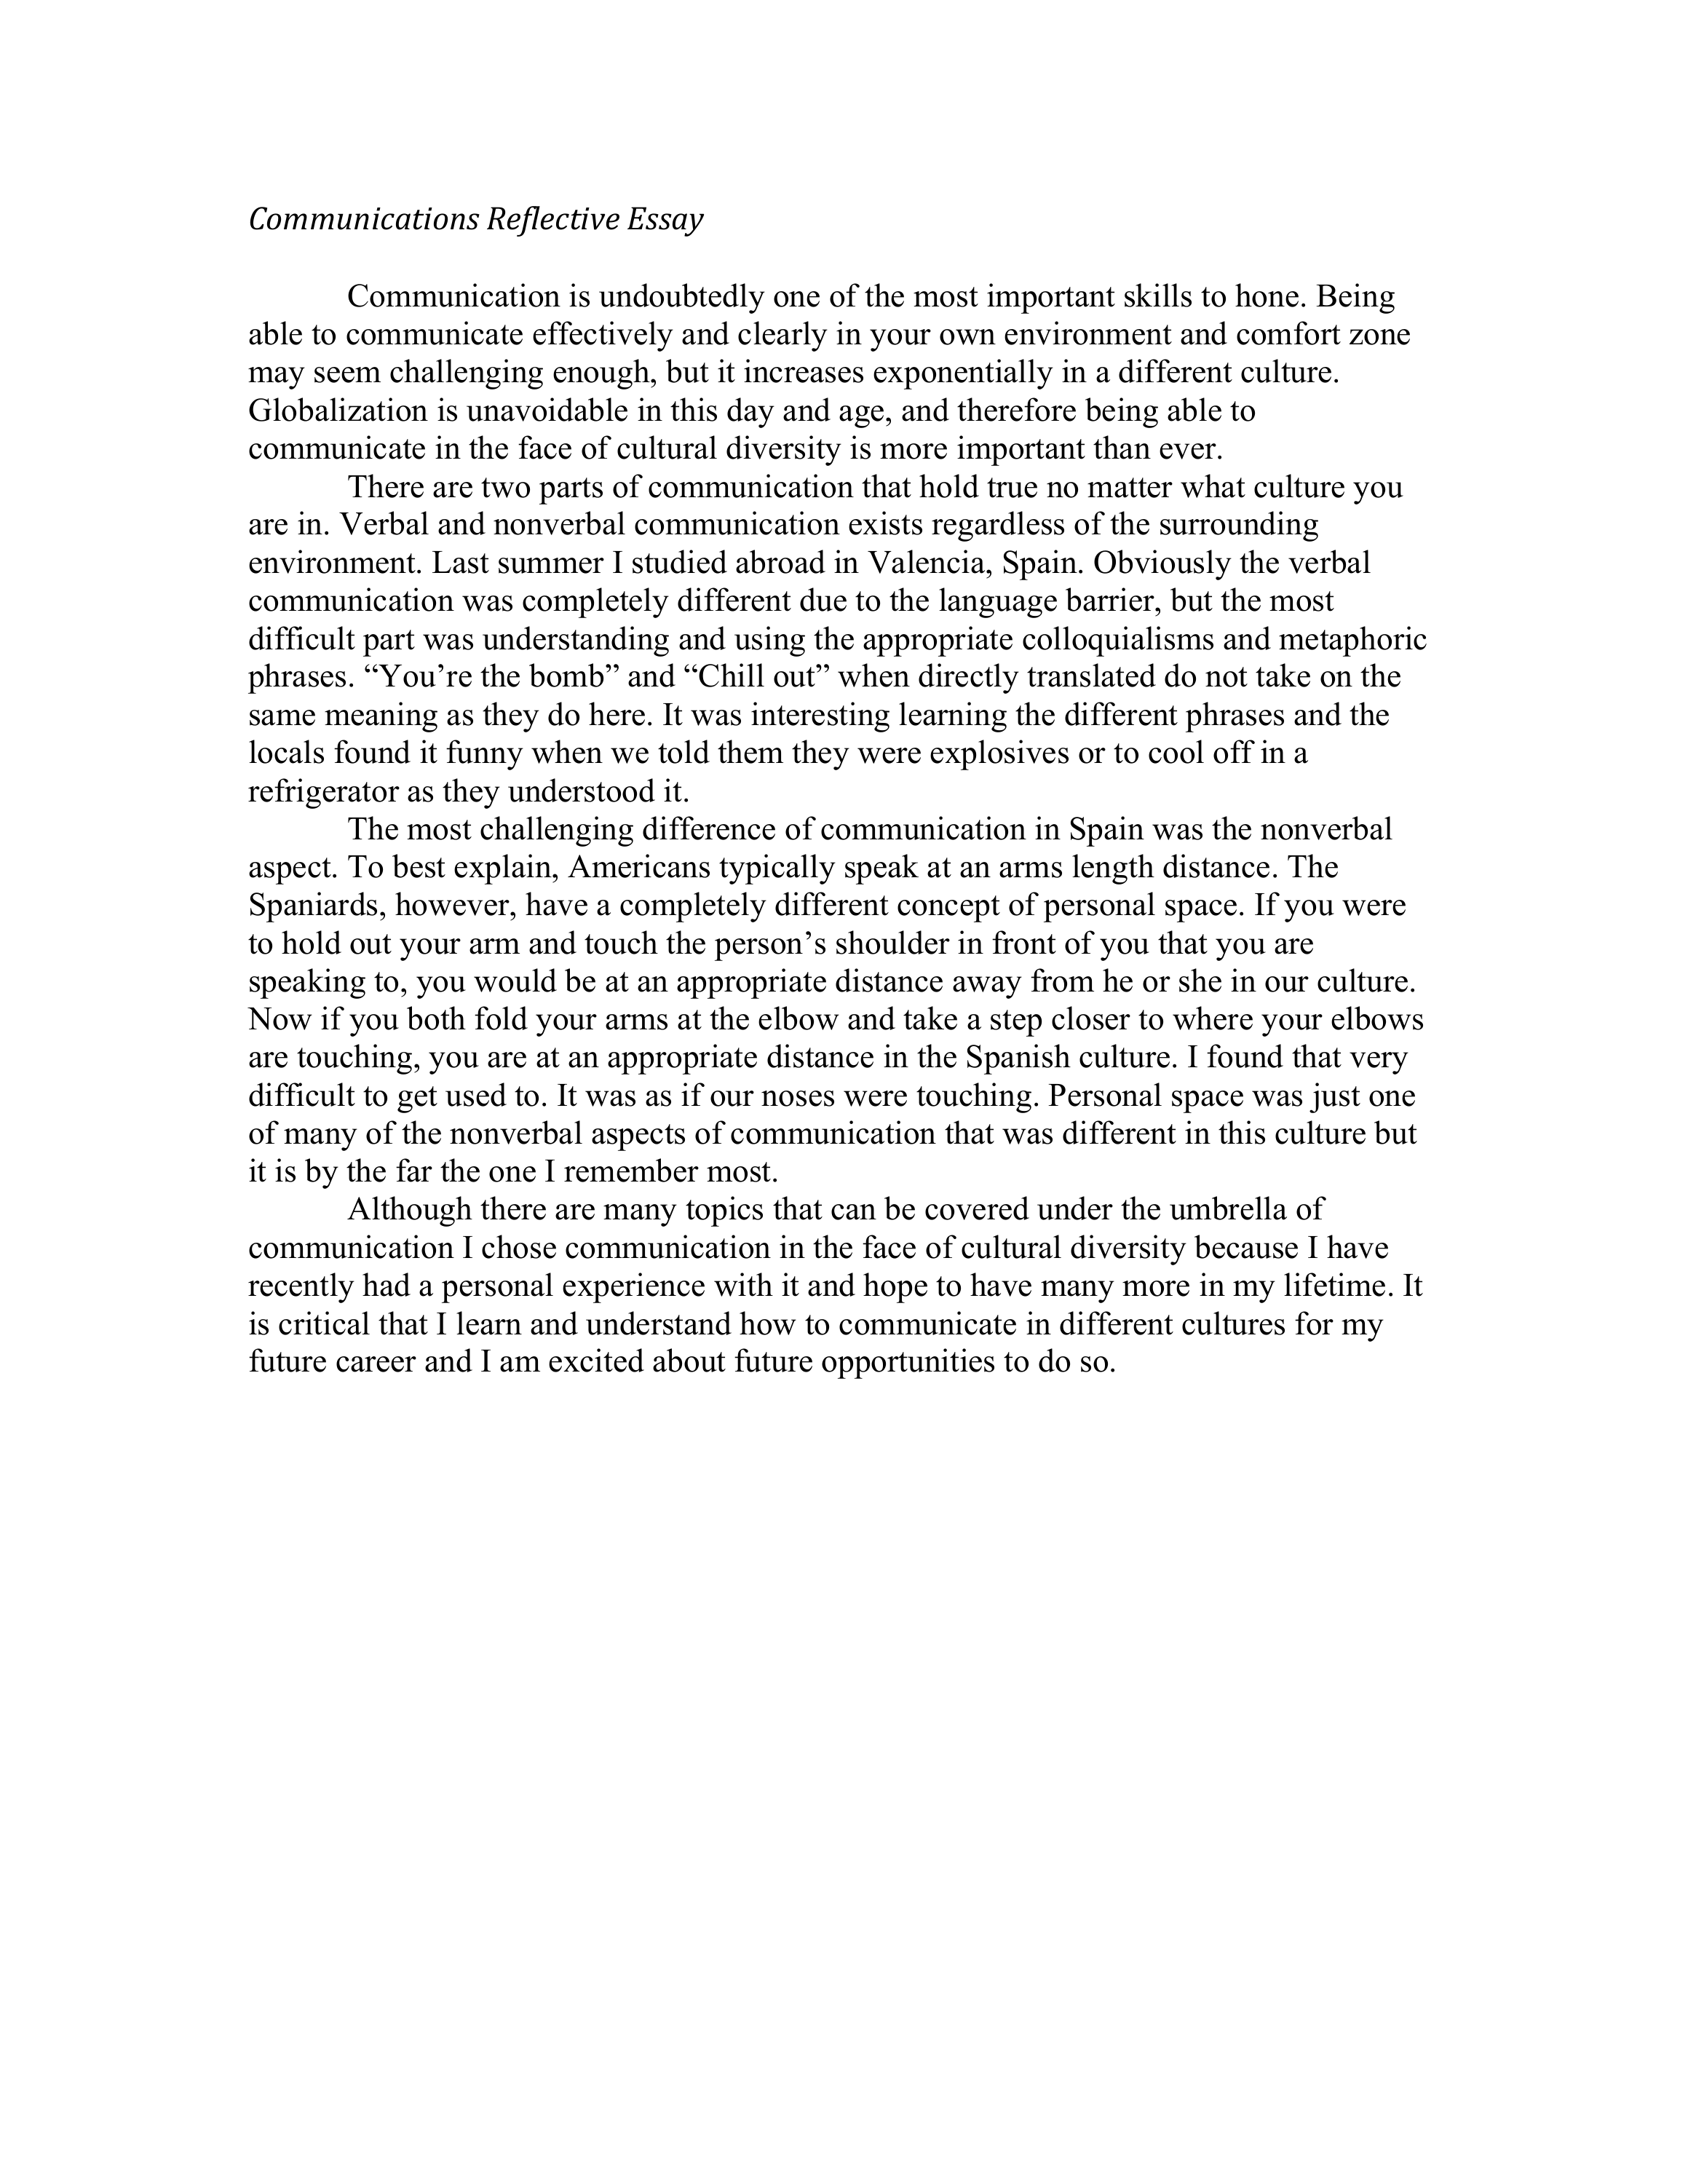 Communications Reflective Essay
Communication is undoubtedly one of the most important skills to hone. Being
able to communicate effectively and clearly in your own environment and comfort zone
may seem challenging enough, but it increases exponentially in a different culture.
Globalization is unavoidable in this day and age, and therefore being able to
communicate in the face of cultural diversity is more important than ever.
There are two parts of communication that hold true no matter what culture you
are in. Verbal and nonverbal communication exists regardless of the surrounding
environment. Last summer I studied abroad in Valencia, Spain. Obviously the verbal
communication was completely different due to the language barrier, but the most
difficult part was understanding and using the appropriate colloquialisms and metaphoric
phrases. “You’re the bomb” and “Chill out” when directly translated do not take on the
same meaning as they do here. It was interesting learning the different phrases and the
locals found it funny when we told them they were explosives or to cool off in a
refrigerator as they understood it.
The most challenging difference of communication in Spain was the nonverbal
aspect. To best explain, Americans typically speak at an arms length distance. The
Spaniards, however, have a completely different concept of personal space. If you were
to hold out your arm and touch the person’s shoulder in front of you that you are
speaking to, you would be at an appropriate distance away from he or she in our culture.
Now if you both fold your arms at the elbow and take a step closer to where your elbows
are touching, you are at an appropriate distance in the Spanish culture. I found that very
difficult to get used to. It was as if our noses were touching. Personal space was just one
of many of the nonverbal aspects of communication that was different in this culture but
it is by the far the one I remember most.
Although there are many topics that can be covered under the umbrella of
communication I chose communication in the face of cultural diversity because I have
recently had a personal experience with it and hope to have many more in my lifetime. It
is critical that I learn and understand how to communicate in different cultures for my
future career and I am excited about future opportunities to do so.